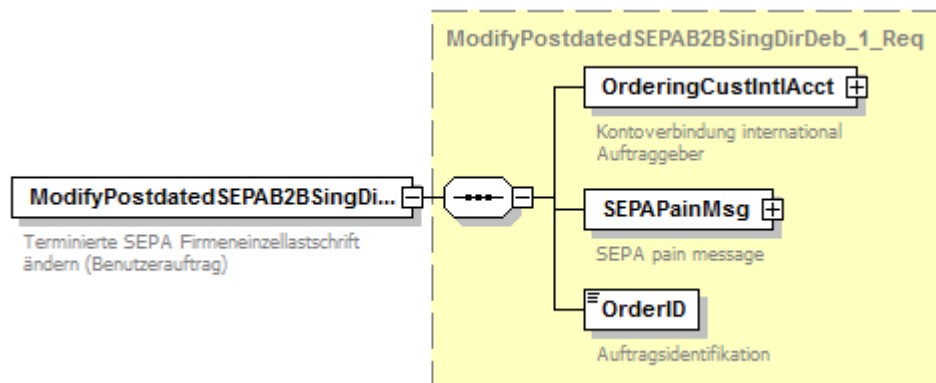 ModifyPostdatedSEPAB2BSingDirDeb_1_Req
OrderingCustIntlAcct
Kontoverbindung international
Auftraggeber
ModifyPostdatedSEPAB2BSingDi...
Terminierte SEPA Firmeneinzellastschrift
ändern (Benutzerauftrag)
SEPAPainMsg
SEPA pain message
OrderID
Auftragsidentifikation